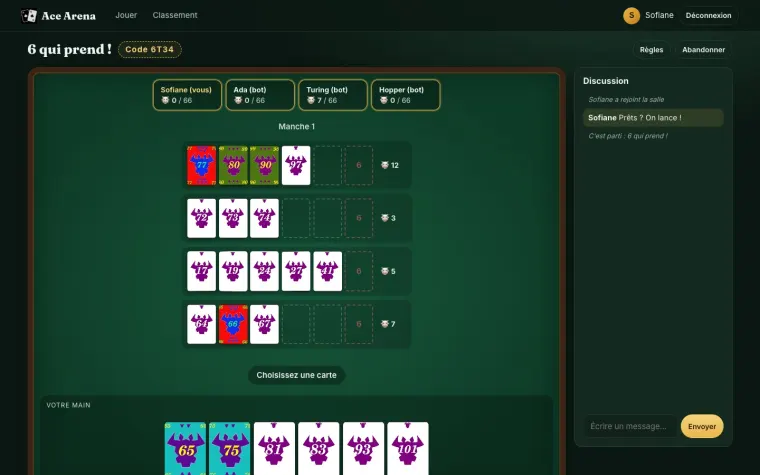 Ace Arena
Jouer
Classement
S
Sofiane
Déconnexion
6 qui prend !
Code 6T34
Règles
Abandonner
Sofiane (vous)
0 / 66
Ada (bot)
0 / 66
Turing (bot)
7 / 66
Hopper (bot)
0 / 66
Manche 1
77
80
90
97
6
12
72
73
74
6
3
17
19
24
27
41
6
5
64
66
67
6
7
Choisissez une carte
VOTRE MAIN
65
75
81
83
93
101
Discussion
Sofiane a rejoint la salle
Sofiane Prêts ? On lance !
C'est parti : 6 qui prend !
Écrire un message...
Envoyer